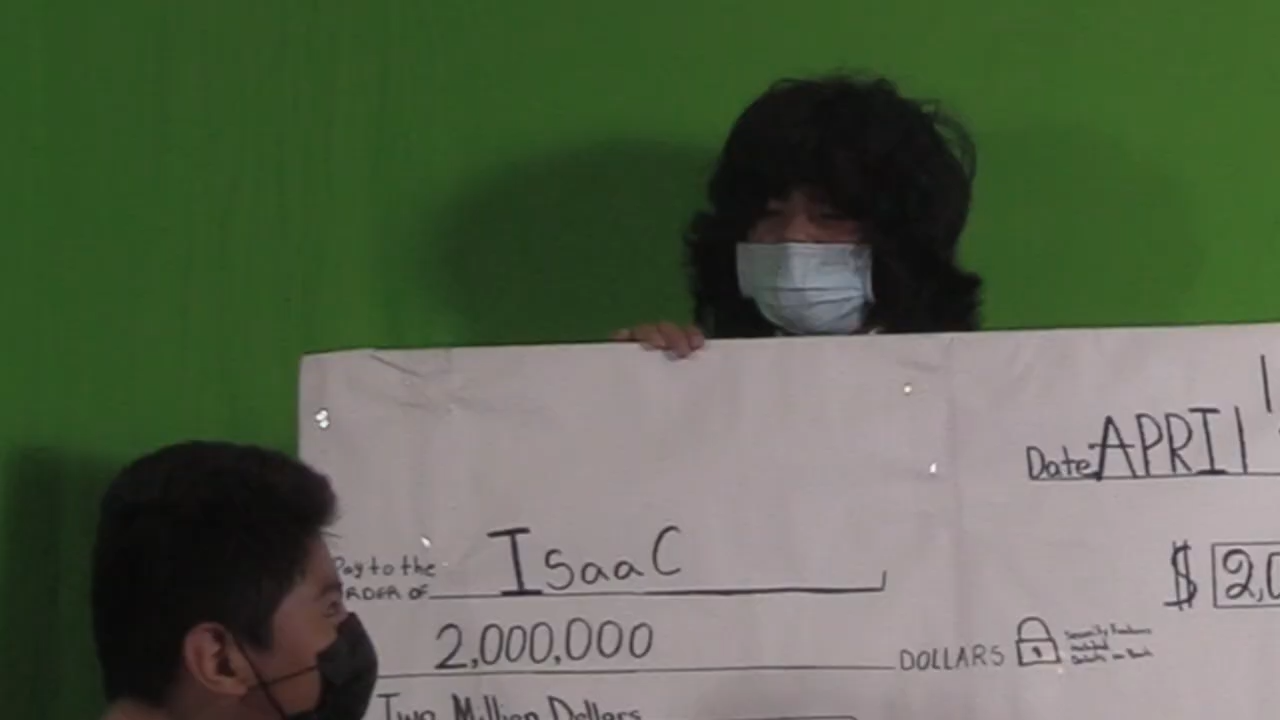 Date APRIl
Pay to the
ORDER OF IsaaC
$ 2,0
2,000,000 DOLLARS
Two Million Dollars